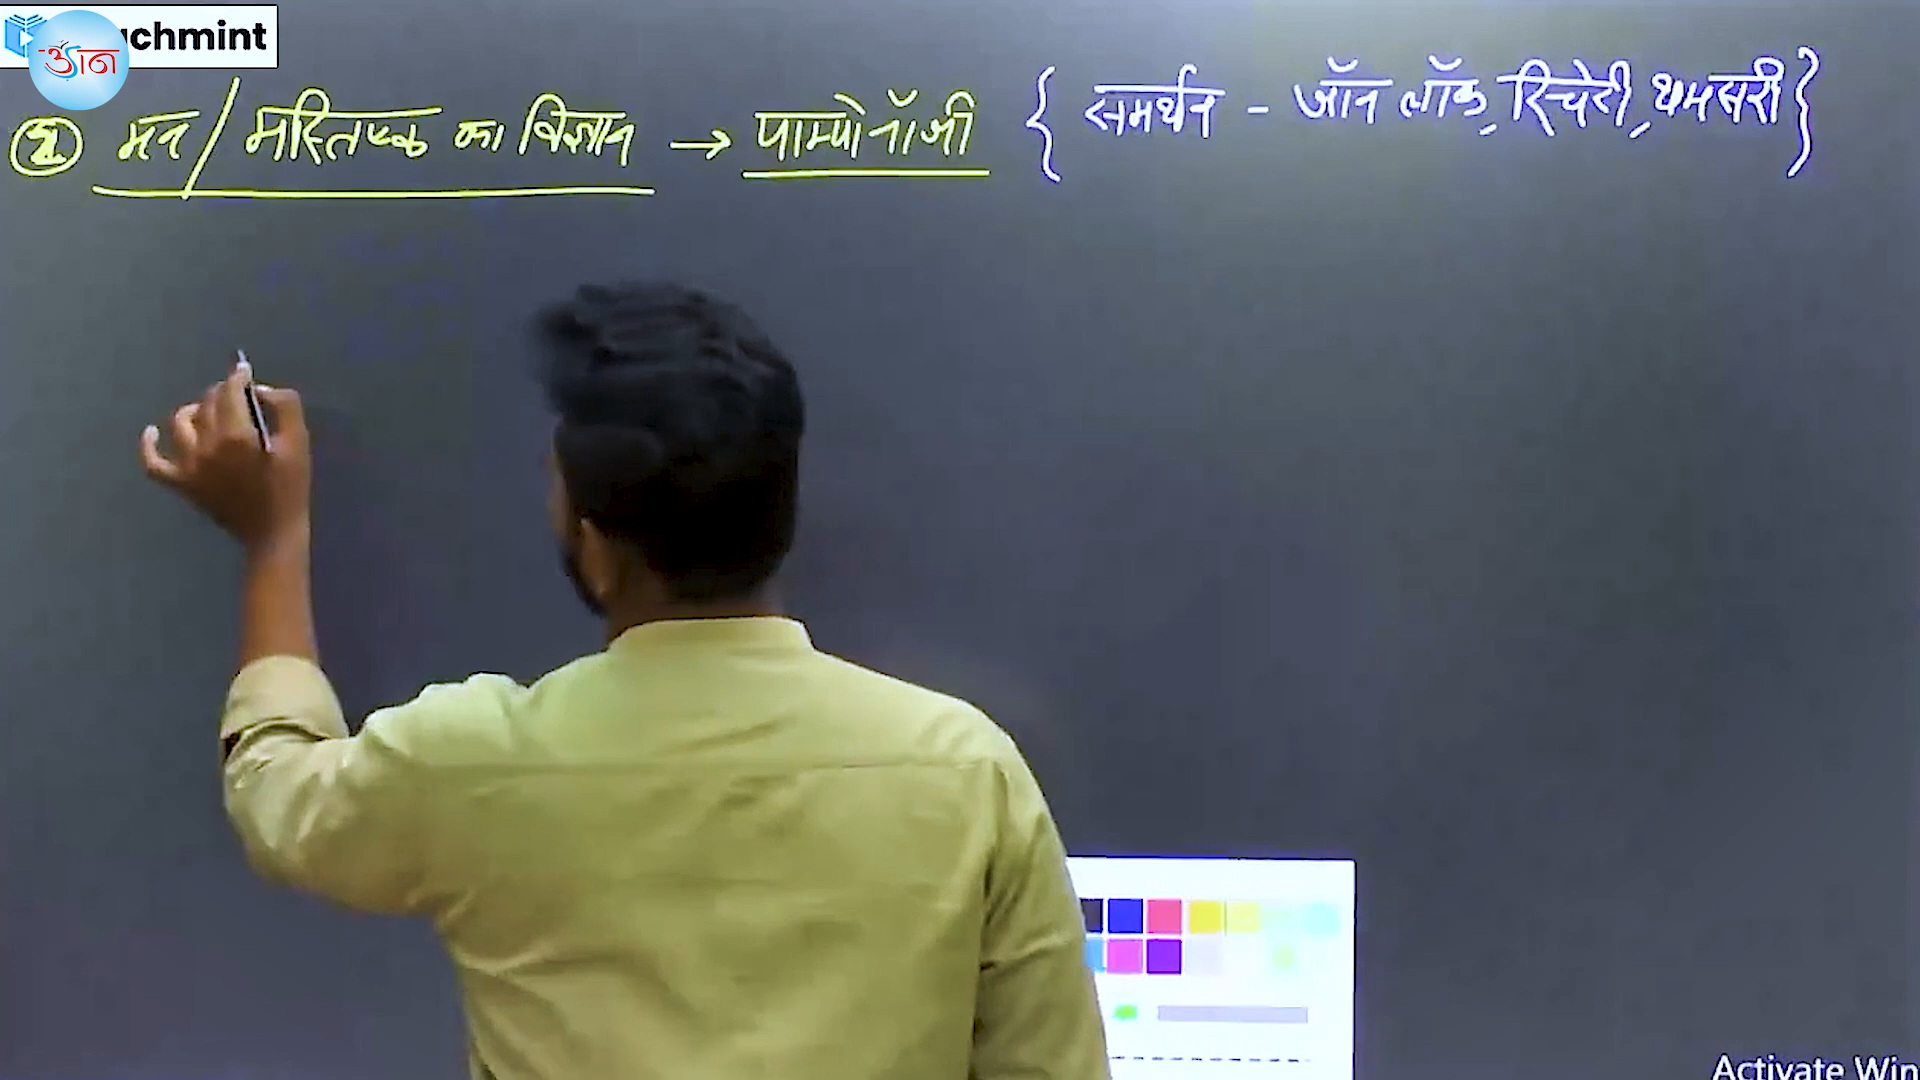 chmint
ज्ञान
② मन/मस्तिष्क का विज्ञान → पाम्पोनॉजी { समर्थन - जॉन लॉक, रिचेटी, थमसरी }
Activate Win